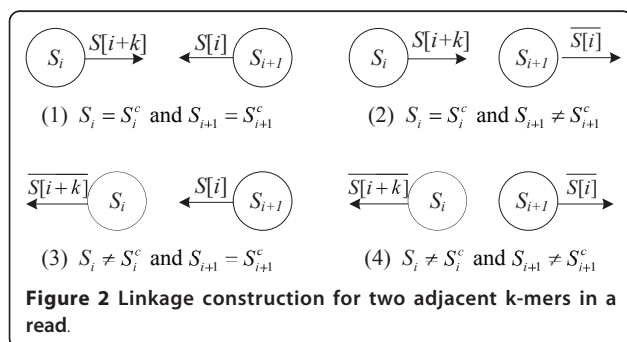 S_i S[i+k] S[i] S_{i+1} S_i S[i+k] S_{i+1} \overline{S[i]}
(1) S_i = S_i^c and S_{i+1} = S_{i+1}^c (2) S_i = S_i^c and S_{i+1} ≠ S_{i+1}^c
\overline{S[i+k]} S_i S[i] S_{i+1} \overline{S[i+k]} S_i S_{i+1} \overline{S[i]}
(3) S_i ≠ S_i^c and S_{i+1} = S_{i+1}^c (4) S_i ≠ S_i^c and S_{i+1} ≠ S_{i+1}^c
Figure 2 Linkage construction for two adjacent k-mers in a
read.